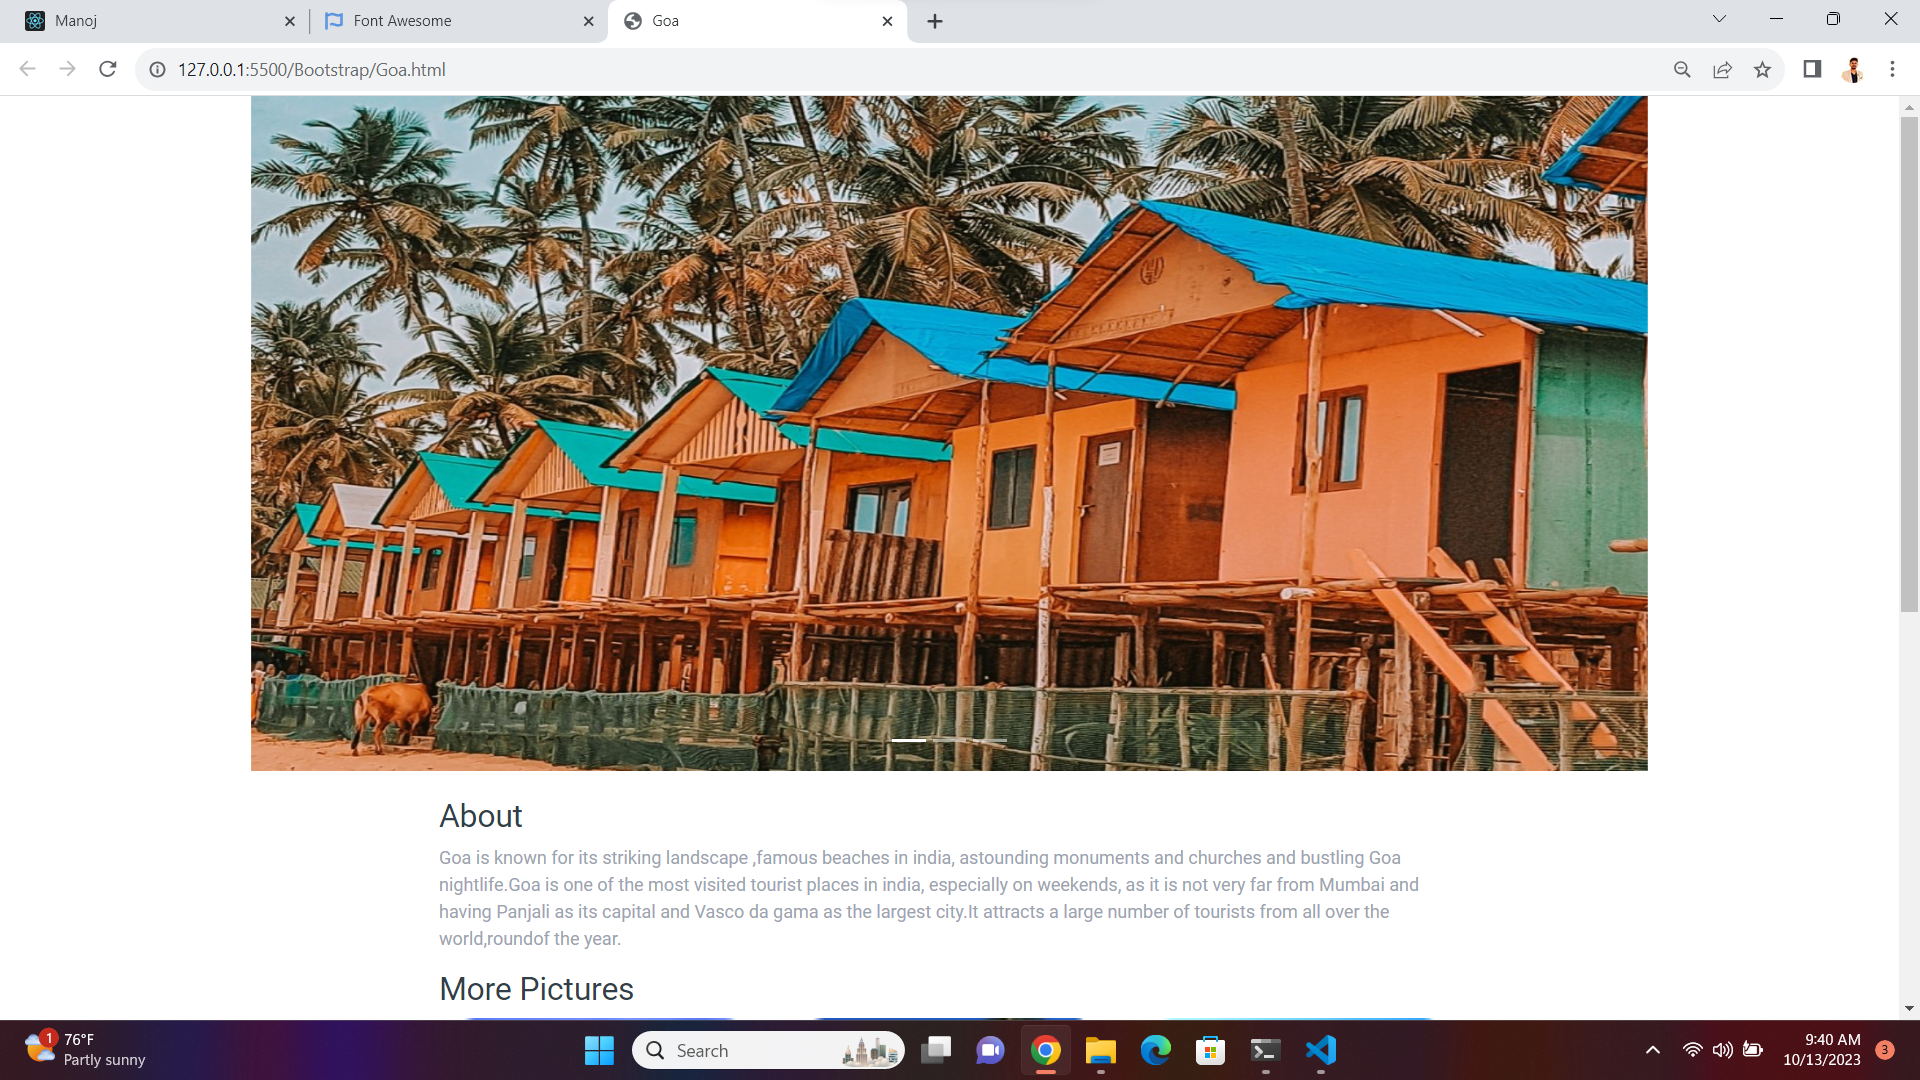 Manoj
Font Awesome
Goa
127.0.0.1:5500/Bootstrap/Goa.html
About
Goa is known for its striking landscape ,famous beaches in india, astounding monuments and churches and bustling Goa
nightlife.Goa is one of the most visited tourist places in india, especially on weekends, as it is not very far from Mumbai and
having Panjali as its capital and Vasco da gama as the largest city.It attracts a large number of tourists from all over the
world,roundof the year.
More Pictures
1
76°F
Partly sunny
Search
9:40 AM
10/13/2023
3